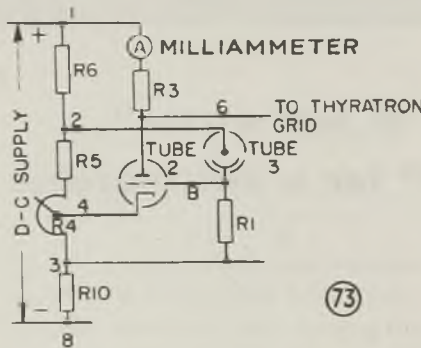 1
+
A MILLIAMMETER
R6
R3
6
TO THYRATRON
GRID
2
D-C SUPPLY
R5
TUBE
2
TUBE
3
4
B
R4
R1
3
R10
73
-
8